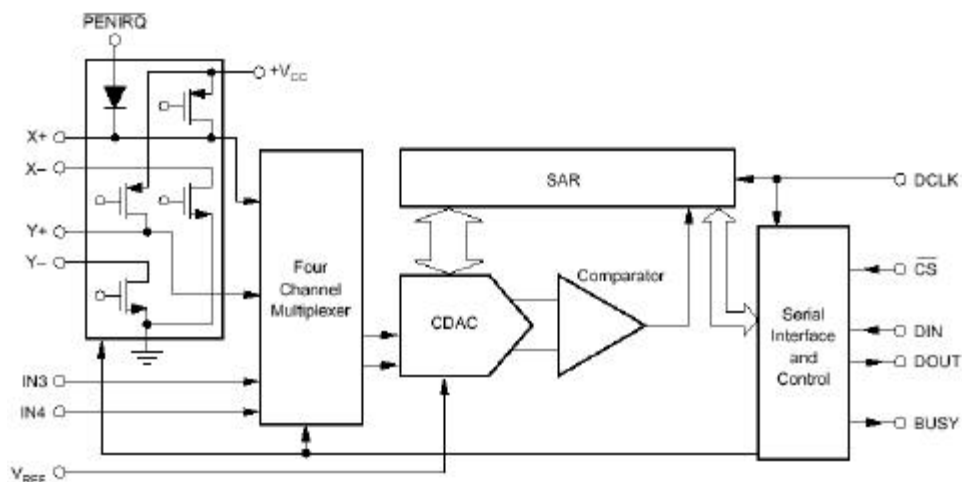 PENIRQ
+VCC
X+
X–
Y+
Y–
IN3
IN4
VREF
Four
Channel
Multiplexer
SAR
CDAC
Comparator
Serial
Interface
and
Control
DCLK
CS
DIN
DOUT
BUSY